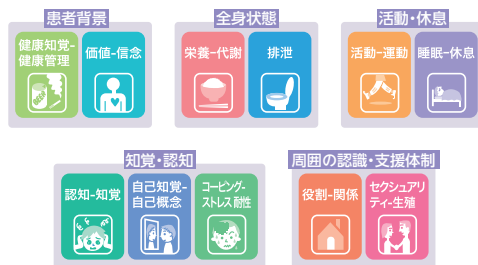 患者背景
健康知覚-
健康管理
価値-信念
全身状態
栄養-代謝
排泄
活動・休息
活動-運動
睡眠-休息
知覚・認知
認知-知覚
自己知覚-
自己概念
コーピング-
ストレス耐性
周囲の認識・支援体制
役割-関係
セクシュアリ
ティ-生殖